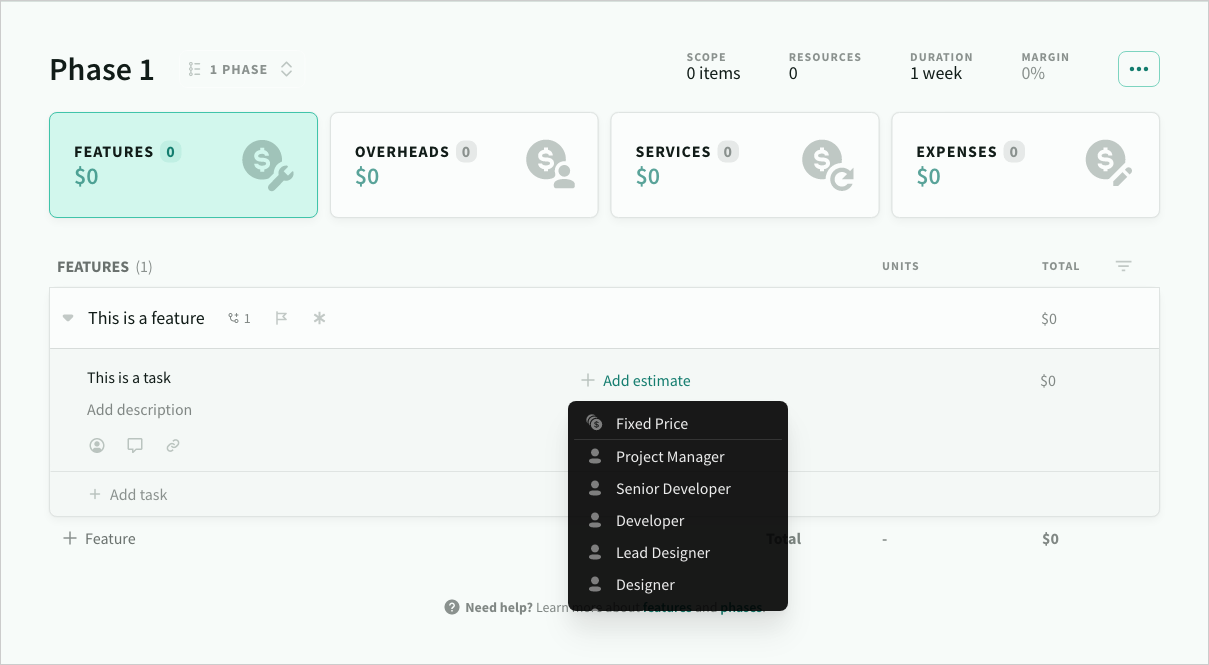 Phase 1
1 PHASE
SCOPE
0 items
RESOURCES
0
DURATION
1 week
MARGIN
0%
FEATURES 0
$0
OVERHEADS 0
$0
SERVICES 0
$0
EXPENSES 0
$0
FEATURES (1) UNITS TOTAL
This is a feature 1 $0
This is a task Add estimate $0
Add description
Fixed Price
Project Manager
Senior Developer
Developer
Lead Designer
Designer
Add task
Feature Total - $0
Need help? Learn more about features and phases.